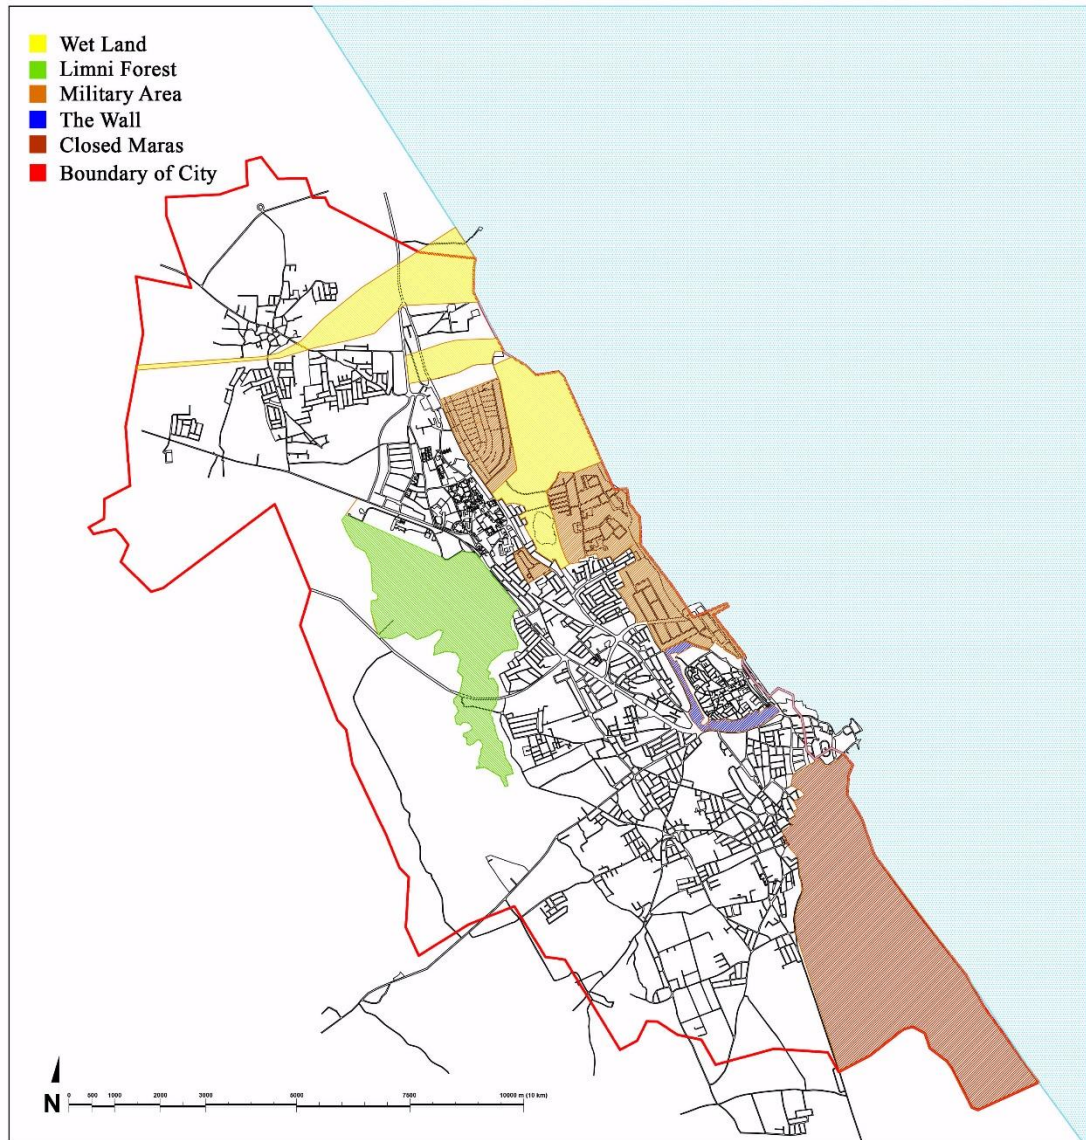 Wet Land
Limni Forest
Military Area
The Wall
Closed Maras
Boundary of City
N
0 500 1000 2000 3000 6000 7500 10000 m (10 km)